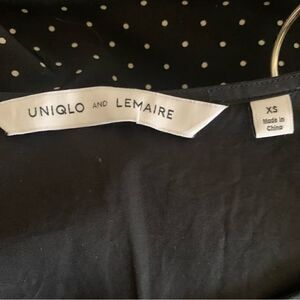 UNIQLO AND LEMAIRE
XS
Made in
China